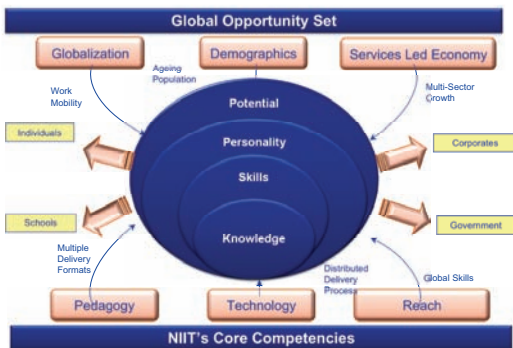 Global Opportunity Set
Globalization
Demographics
Services Led Economy
Ageing
Population
Work
Mobility
Multi-Sector
Growth
Potential
Individuals
Personality
Corporates
Skills
Schools
Government
Knowledge
Multiple
Delivery
Formats
Distributed
Delivery
Process
Global Skills
Pedagogy
Technology
Reach
NIIT's Core Competencies